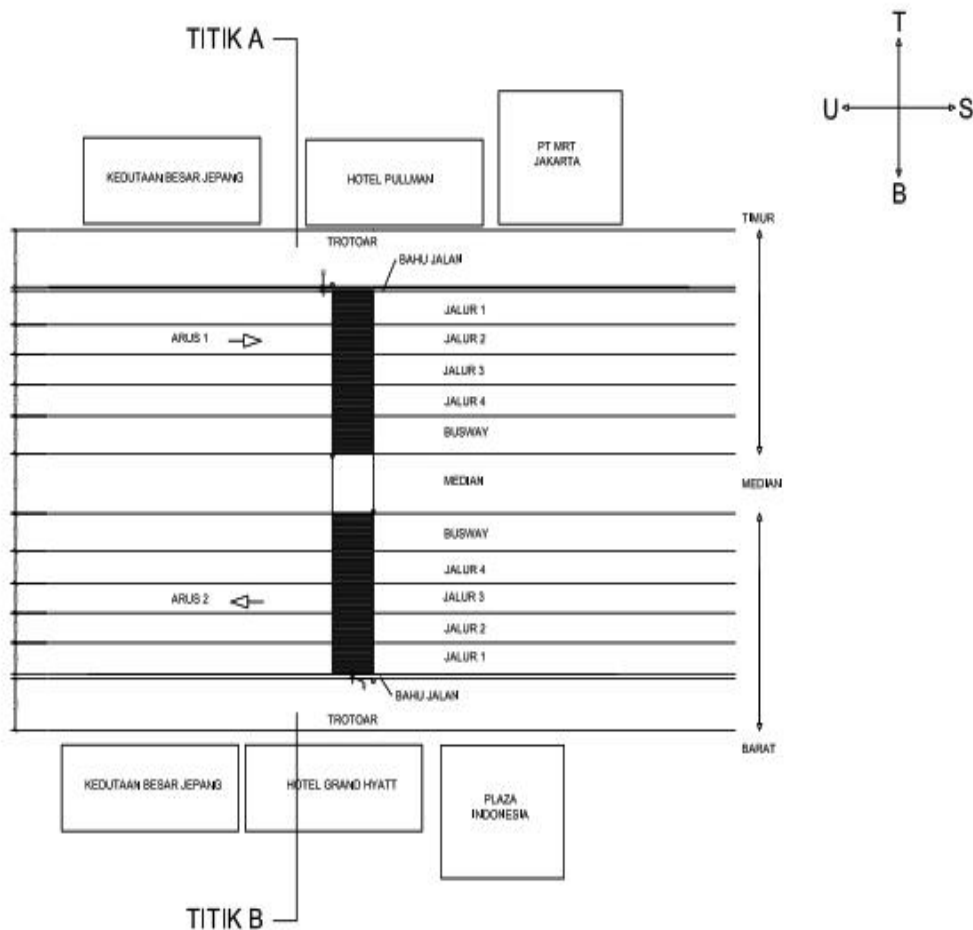 TITIK A
T
U
S
B
PT MRT
JAKARTA
KEDUTAAN BESAR JEPANG
HOTEL PULLMAN
TIMUR
TROTOAR
BAHU JALAN
JALUR 1
ARUS 1
JALUR 2
JALUR 3
JALUR 4
BUSWAY
MEDIAN
MEDIAN
BUSWAY
JALUR 4
ARUS 2
JALUR 3
JALUR 2
JALUR 1
BAHU JALAN
TROTOAR
BARAT
KEDUTAAN BESAR JEPANG
HOTEL GRAND HYATT
PLAZA
INDONESIA
TITIK B